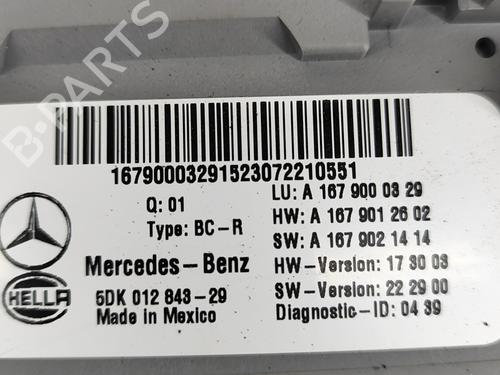 16790003291523072210551
Q: 01
Type: BC-R
LU: A 167 900 03 29
HW: A 167 901 26 02
SW: A 167 902 14 14
Mercedes-Benz
HW-Version: 17 30 03
HELLA
5DK 012 843-29
SW-Version: 22 29 00
Made in Mexico
Diagnostic-ID: 04 39
B-PARTS